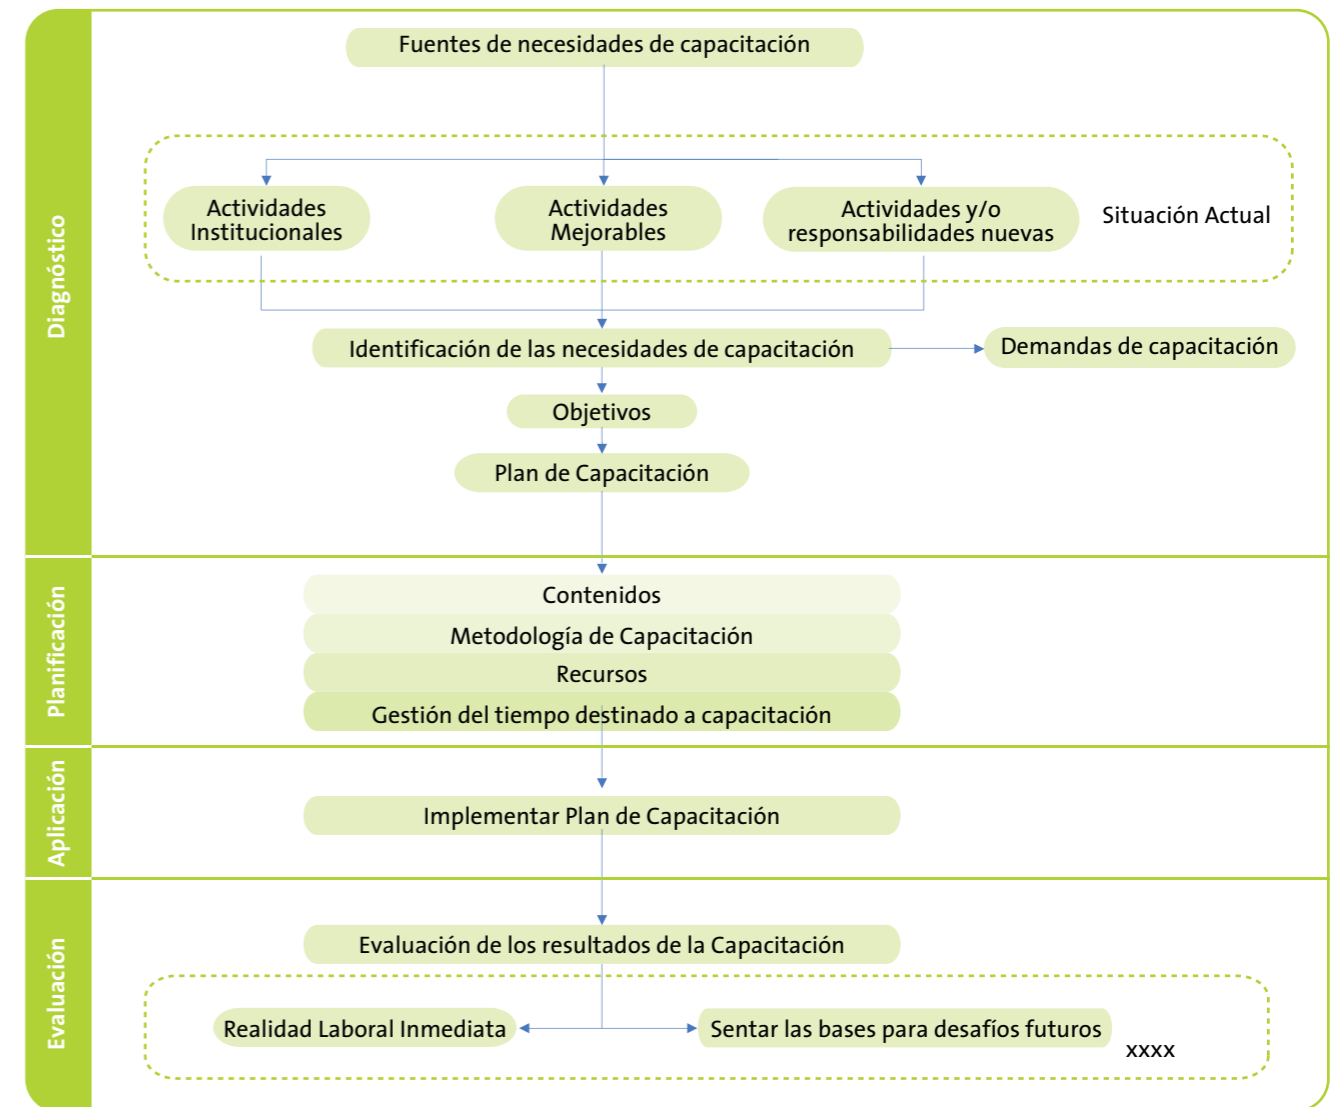 Diagnóstico
Fuentes de necesidades de capacitación
Actividades
Institucionales
Actividades
Mejorables
Actividades y/o
responsabilidades nuevas
Situación Actual
Identificación de las necesidades de capacitación
Demandas de capacitación
Objetivos
Plan de Capacitación
Planificación
Contenidos
Metodología de Capacitación
Recursos
Gestión del tiempo destinado a capacitación
Aplicación
Implementar Plan de Capacitación
Evaluación
Evaluación de los resultados de la Capacitación
Realidad Laboral Inmediata
Sentar las bases para desafíos futuros
xxxx